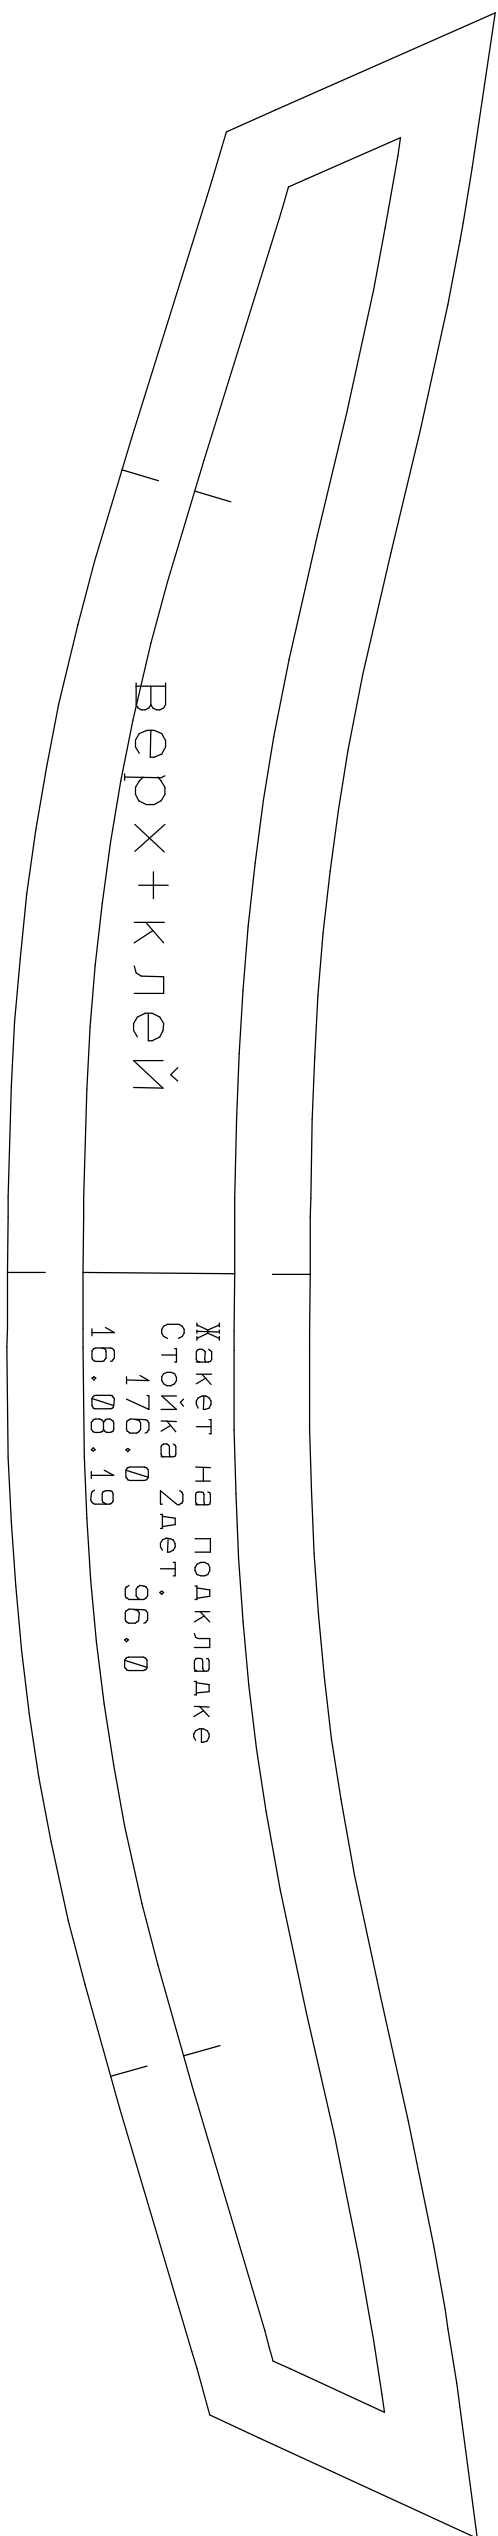 верх+клей
Жакет на подкладке
Стойка 2дет.
176.0 96.0
16.08.19